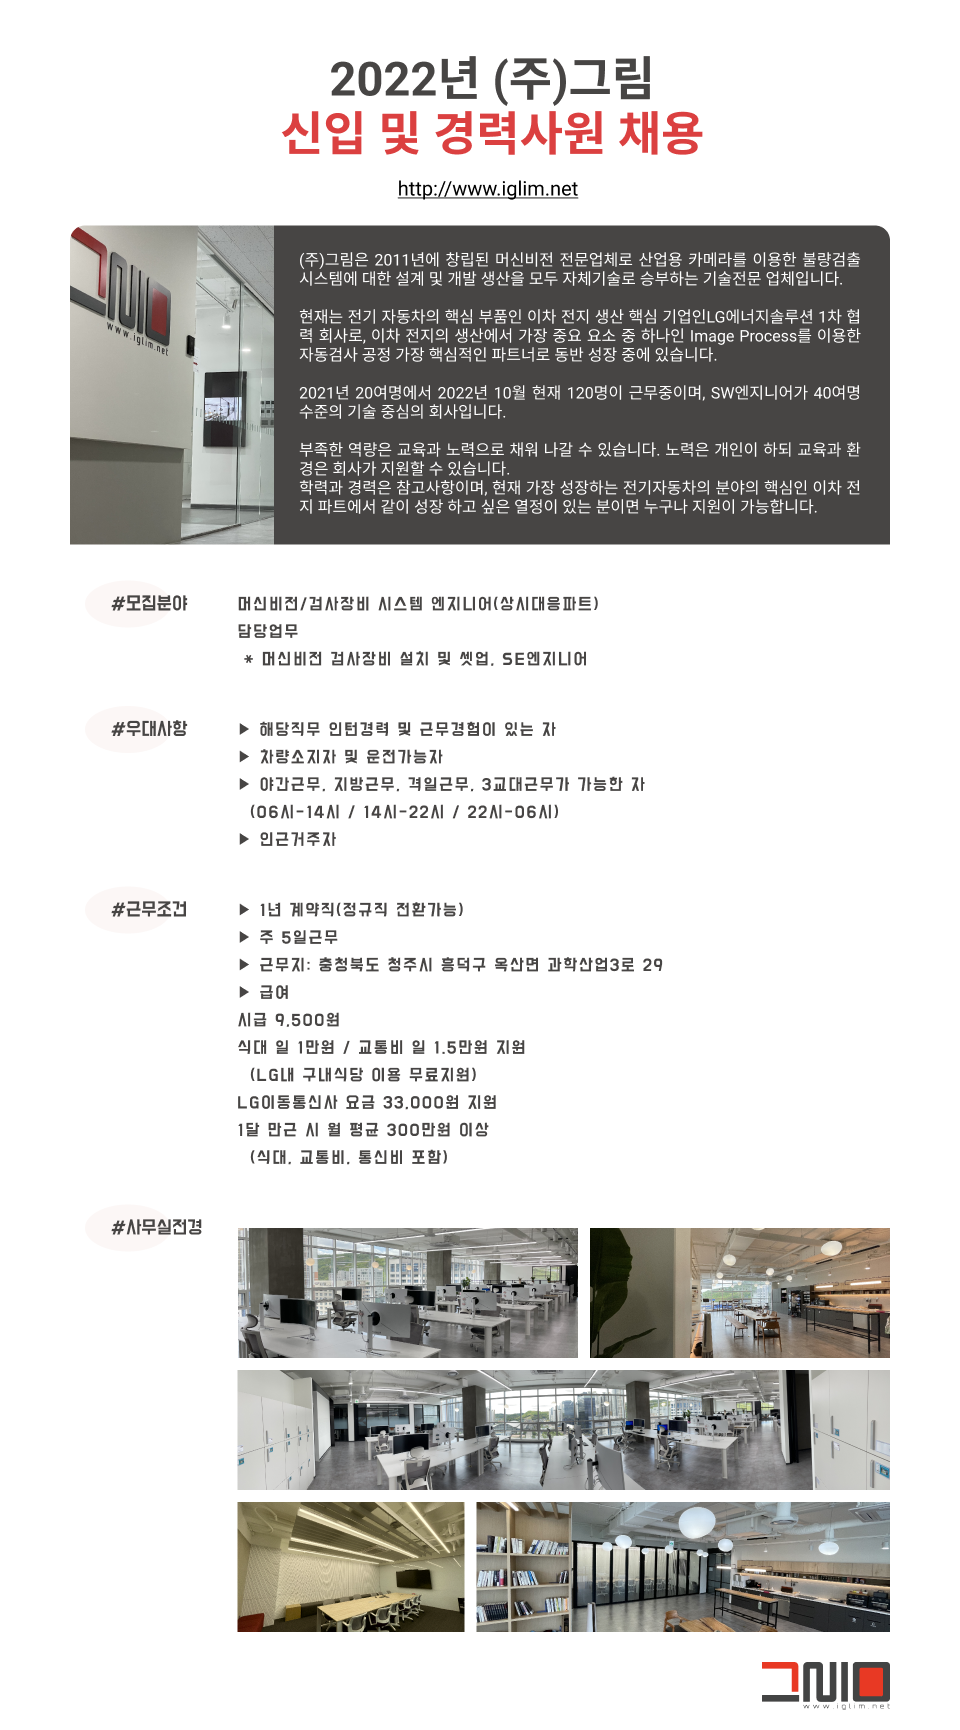 2022년 (주)그림
신입 및 경력사원 채용
http://www.iglim.net
www.iglim.net
(주)그림은 2011년에 창립된 머신비전 전문업체로 산업용 카메라를 이용한 불량검출
시스템에 대한 설계 및 개발 생산을 모두 자체기술로 승부하는 기술전문 업체입니다.
현재는 전기 자동차의 핵심 부품인 이차 전지 생산 핵심 기업인LG에너지솔루션 1차 협
력 회사로, 이차 전지의 생산에서 가장 중요 요소 중 하나인 Image Process를 이용한
자동검사 공정 가장 핵심적인 파트너로 동반 성장 중에 있습니다.
2021년 20여명에서 2022년 10월 현재 120명이 근무중이며, SW엔지니어가 40여명
수준의 기술 중심의 회사입니다.
부족한 역량은 교육과 노력으로 채워 나갈 수 있습니다. 노력은 개인이 하되 교육과 환
경은 회사가 지원할 수 있습니다.
학력과 경력은 참고사항이며, 현재 가장 성장하는 전기자동차의 분야의 핵심인 이차 전
지 파트에서 같이 성장 하고 싶은 열정이 있는 분이면 누구나 지원이 가능합니다.
#모집분야
머신비전/검사장비 시스템 엔지니어(상시대응파트)
담당업무
* 머신비전 검사장비 설치 및 셋업, SE엔지니어
#우대사항
▶ 해당직무 인턴경력 및 근무경험이 있는 자
▶ 차량소지자 및 운전가능자
▶ 야간근무, 지방근무, 격일근무, 3교대근무가 가능한 자
(06시-14시 / 14시-22시 / 22시-06시)
▶ 인근거주자
#근무조건
▶ 1년 계약직(정규직 전환가능)
▶ 주 5일근무
▶ 근무지: 충청북도 청주시 흥덕구 옥산면 과학산업3로 29
▶ 급여
시급 9,500원
식대 일 1만원 / 교통비 일 1.5만원 지원
(LG내 구내식당 이용 무료지원)
LG이동통신사 요금 33,000원 지원
1달 만근 시 월 평균 300만원 이상
(식대, 교통비, 통신비 포함)
#사무실전경
그림
www.iglim.net